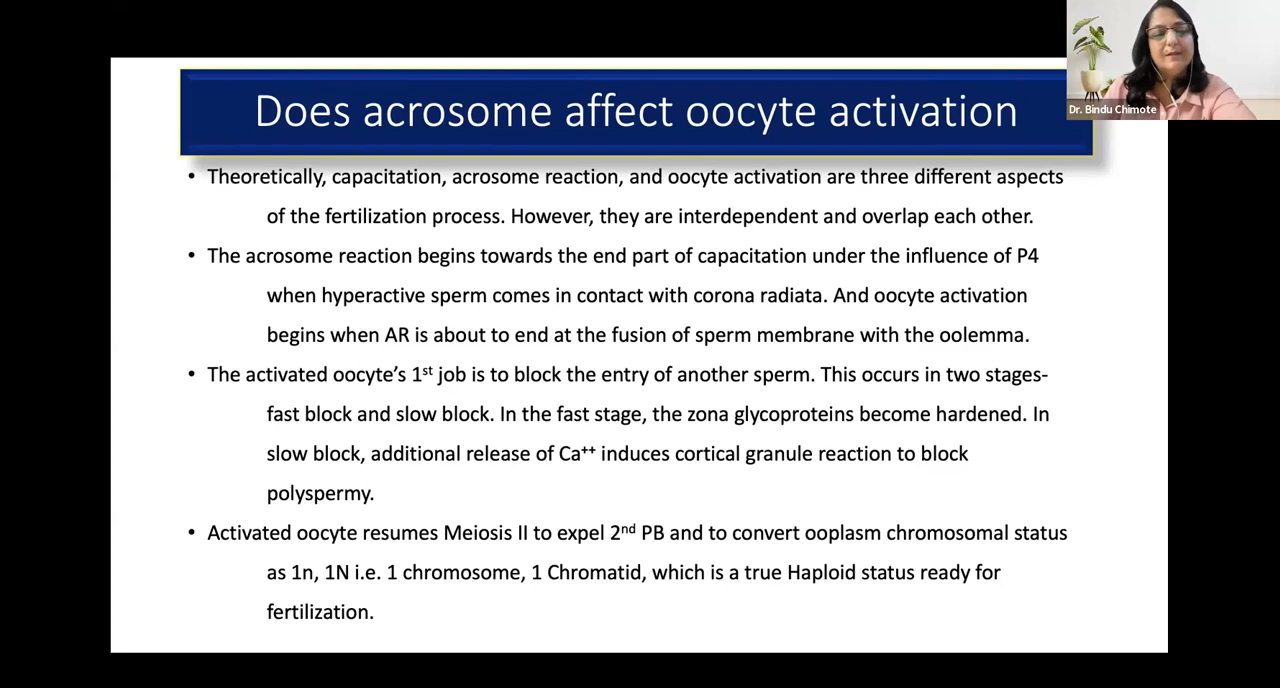 Does acrosome affect oocyte activation
Dr. Bindu Chimote
• Theoretically, capacitation, acrosome reaction, and oocyte activation are three different aspects
of the fertilization process. However, they are interdependent and overlap each other.
• The acrosome reaction begins towards the end part of capacitation under the influence of P4
when hyperactive sperm comes in contact with corona radiata. And oocyte activation
begins when AR is about to end at the fusion of sperm membrane with the oolemma.
• The activated oocyte’s 1st job is to block the entry of another sperm. This occurs in two stages-
fast block and slow block. In the fast stage, the zona glycoproteins become hardened. In
slow block, additional release of Ca++ induces cortical granule reaction to block
polyspermy.
• Activated oocyte resumes Meiosis II to expel 2nd PB and to convert ooplasm chromosomal status
as 1n, 1N i.e. 1 chromosome, 1 Chromatid, which is a true Haploid status ready for
fertilization.